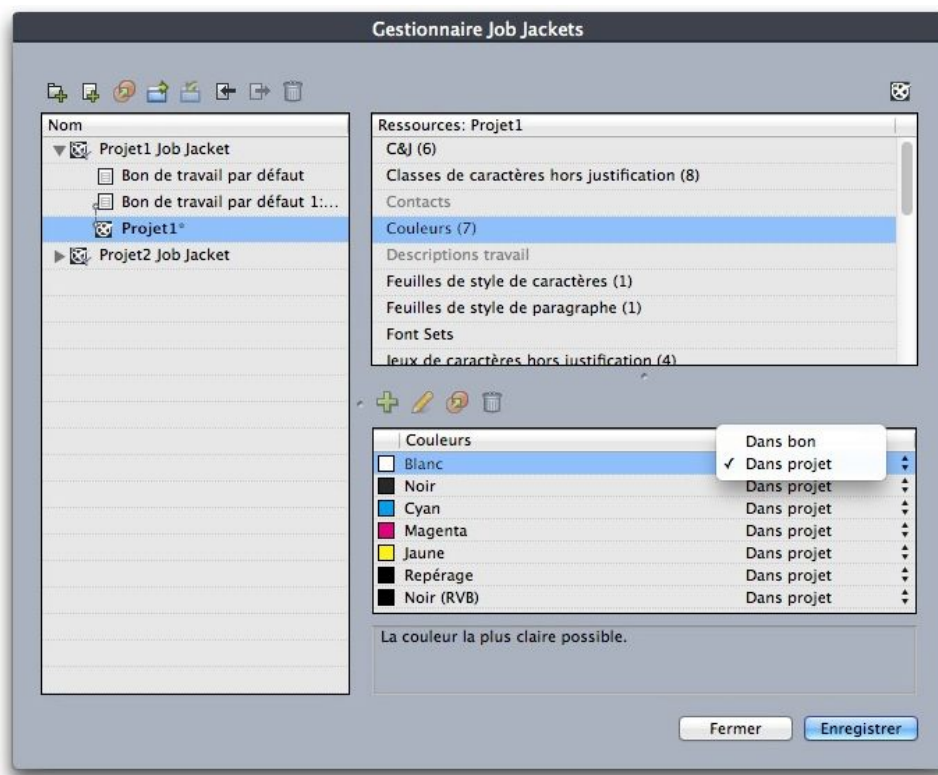 Gestionnaire Job Jackets
Nom
Projet1 Job Jacket
Bon de travail par défaut
Bon de travail par défaut 1:...
Projet1*
Projet2 Job Jacket
Ressources: Projet1
C&J (6)
Classes de caractères hors justification (8)
Contacts
Couleurs (7)
Descriptions travail
Feuilles de style de caractères (1)
Feuilles de style de paragraphe (1)
Font Sets
Jeux de caractères hors justification (4)
Couleurs
Dans bon
Blanc ✓ Dans projet
Noir Dans projet
Cyan Dans projet
Magenta Dans projet
Jaune Dans projet
Repérage Dans projet
Noir (RVB) Dans projet
La couleur la plus claire possible.
Fermer Enregistrer